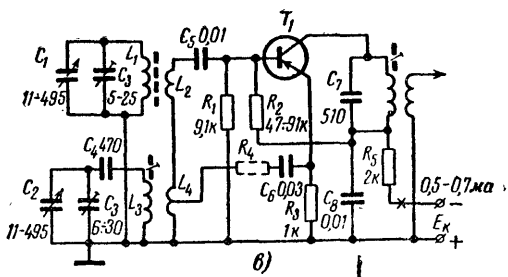 T₁
C₁
11÷495
C₃
5-25
L₁
L₂
C₅ 0,01
R₁
9,1к
R₂
47÷91к
C₇
510
C₄ 470
C₂
11-495
C₃
6÷30
L₃
L₄
R₄
C₆ 0,03
R₃
1к
C₈
0,01
R₅
2к
0,5-0,7ма
−
Eк
+
в)